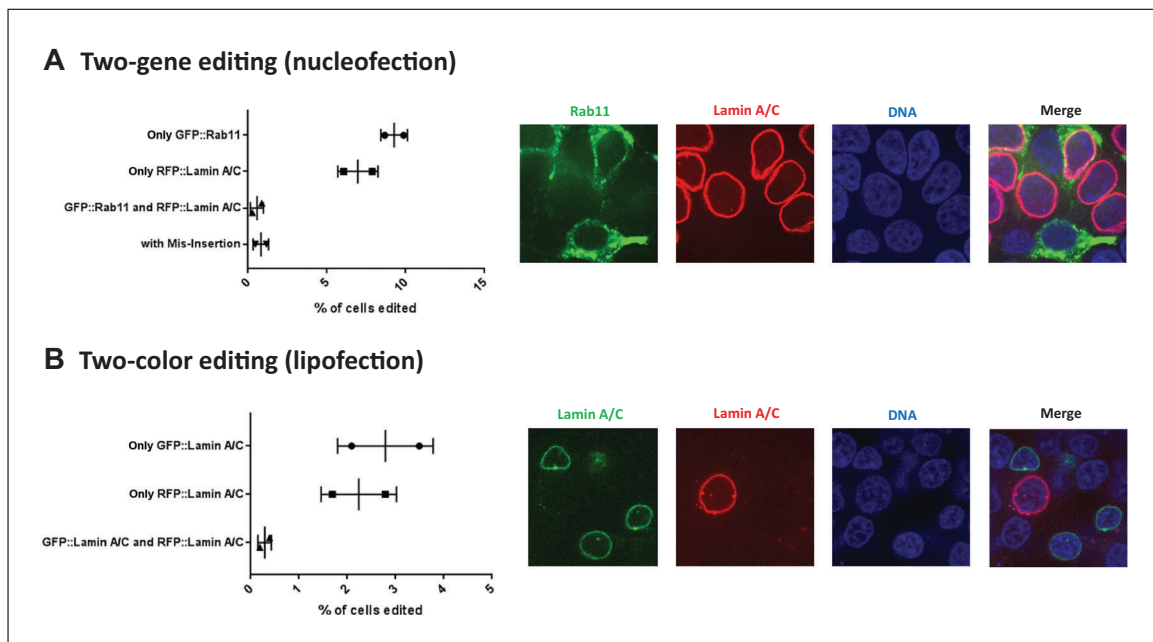 A Two-gene editing (nucleofection)
Only GFP::Rab11
Only RFP::Lamin A/C
GFP::Rab11 and RFP::Lamin A/C
with Mis-Insertion
0 5 10 15
% of cells edited
Rab11 Lamin A/C DNA Merge
B Two-color editing (lipofection)
Only GFP::Lamin A/C
Only RFP::Lamin A/C
GFP::Lamin A/C and RFP::Lamin A/C
0 1 2 3 4 5
% of cells edited
Lamin A/C Lamin A/C DNA Merge